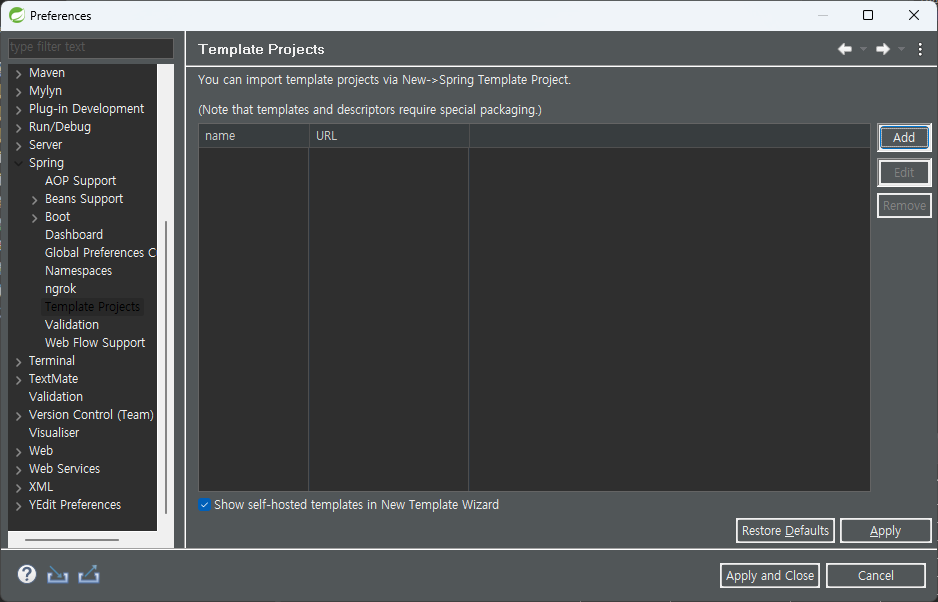 Preferences
type filter text
Maven
Mylyn
Plug-in Development
Run/Debug
Server
Spring
AOP Support
Beans Support
Boot
Dashboard
Global Preferences C
Namespaces
ngrok
Template Projects
Validation
Web Flow Support
Terminal
TextMate
Validation
Version Control (Team)
Visualiser
Web
Web Services
XML
YEdit Preferences
Template Projects
You can import template projects via New->Spring Template Project.
(Note that templates and descriptors require special packaging.)
name URL
Add
Edit
Remove
Show self-hosted templates in New Template Wizard
Restore Defaults Apply
Apply and Close Cancel